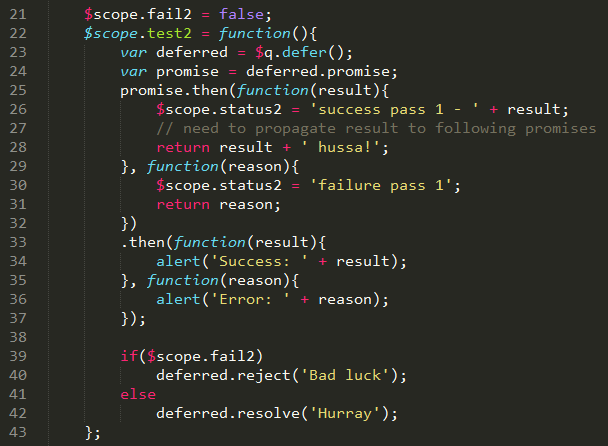 21 $scope.fail2 = false;
22 $scope.test2 = function(){
23 var deferred = $q.defer();
24 var promise = deferred.promise;
25 promise.then(function(result){
26 $scope.status2 = 'success pass 1 - ' + result;
27 // need to propagate result to following promises
28 return result + ' hussa!';
29 }, function(reason){
30 $scope.status2 = 'failure pass 1';
31 return reason;
32 })
33 .then(function(result){
34 alert('Success: ' + result);
35 }, function(reason){
36 alert('Error: ' + reason);
37 });
38
39 if($scope.fail2)
40 deferred.reject('Bad luck');
41 else
42 deferred.resolve('Hurray');
43 };